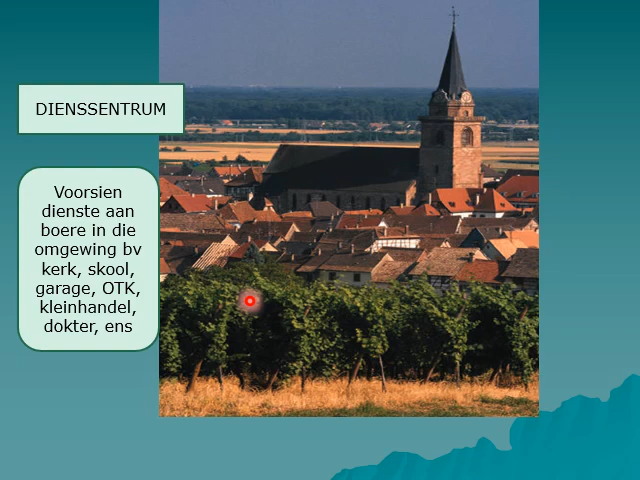 DIENSSENTRUM
Voorsien
dienste aan
boere in die
omgewing bv
kerk, skool,
garage, OTK,
kleinhandel,
dokter, ens